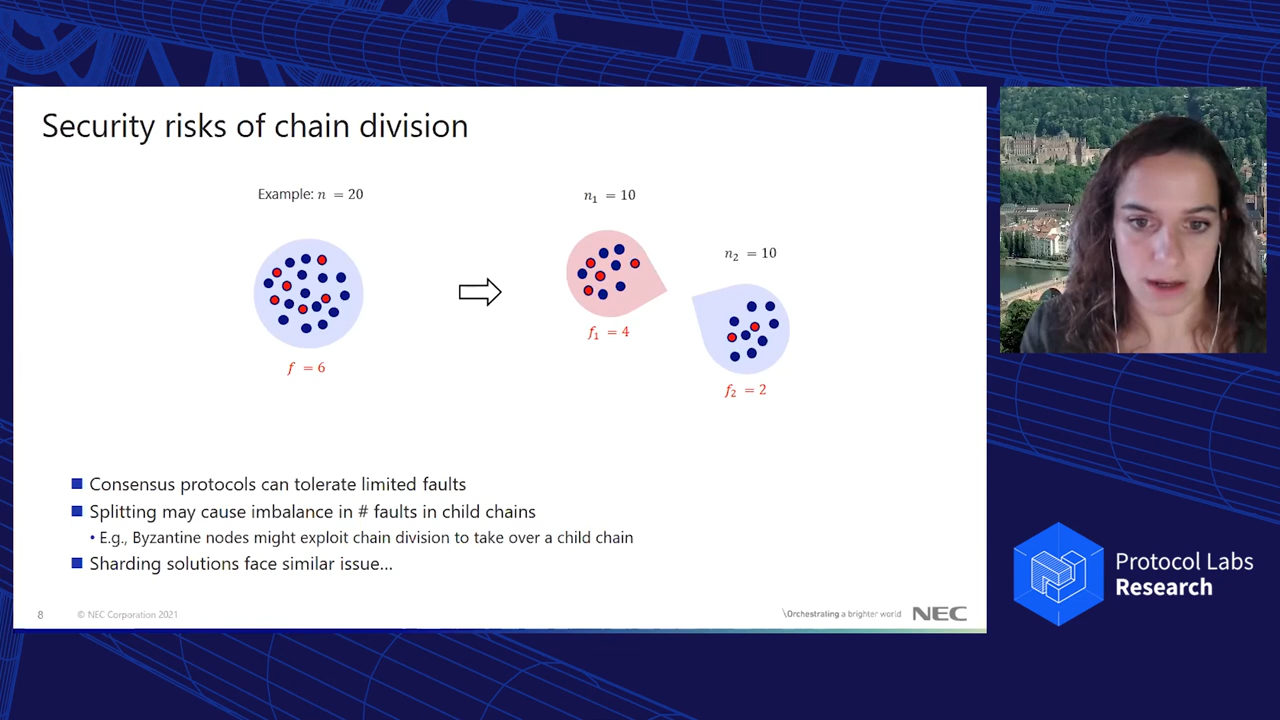 Security risks of chain division
Example: n = 20
n₁ = 10
n₂ = 10
f₁ = 4
f = 6
f₂ = 2
■ Consensus protocols can tolerate limited faults
■ Splitting may cause imbalance in # faults in child chains
• E.g., Byzantine nodes might exploit chain division to take over a child chain
■ Sharding solutions face similar issue...
8 © NEC Corporation 2021 \Orchestrating a brighter world NEC
Protocol Labs
Research